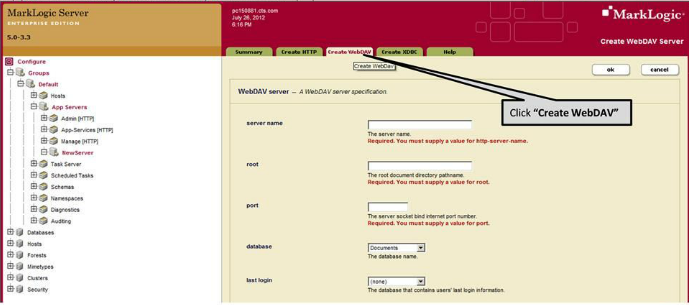 MarkLogic Server
ENTERPRISE EDITION
5.0-3.3
pc150881.cts.com
July 26, 2012
6:16 PM
MarkLogic
Create WebDAV Server
Summary
Create HTTP
Create WebDAV
Create XDBC
Help
Create WebDav
ok
cancel
Configure
Groups
Default
Hosts
App Servers
Admin [HTTP]
App-Services [HTTP]
Manage [HTTP]
NewServer
Task Server
Scheduled Tasks
Schemas
Namespaces
Diagnostics
Auditing
Databases
Hosts
Forests
Mimetypes
Clusters
Security
WebDAV server — A WebDAV server specification.
Click “Create WebDAV”
server name
The server name.
Required. You must supply a value for http-server-name.
root
The root document directory pathname.
Required. You must supply a value for root.
port
The server socket bind internet port number.
Required. You must supply a value for port.
database
Documents
The database name.
last login
(none)
The database that contains users' last login information.